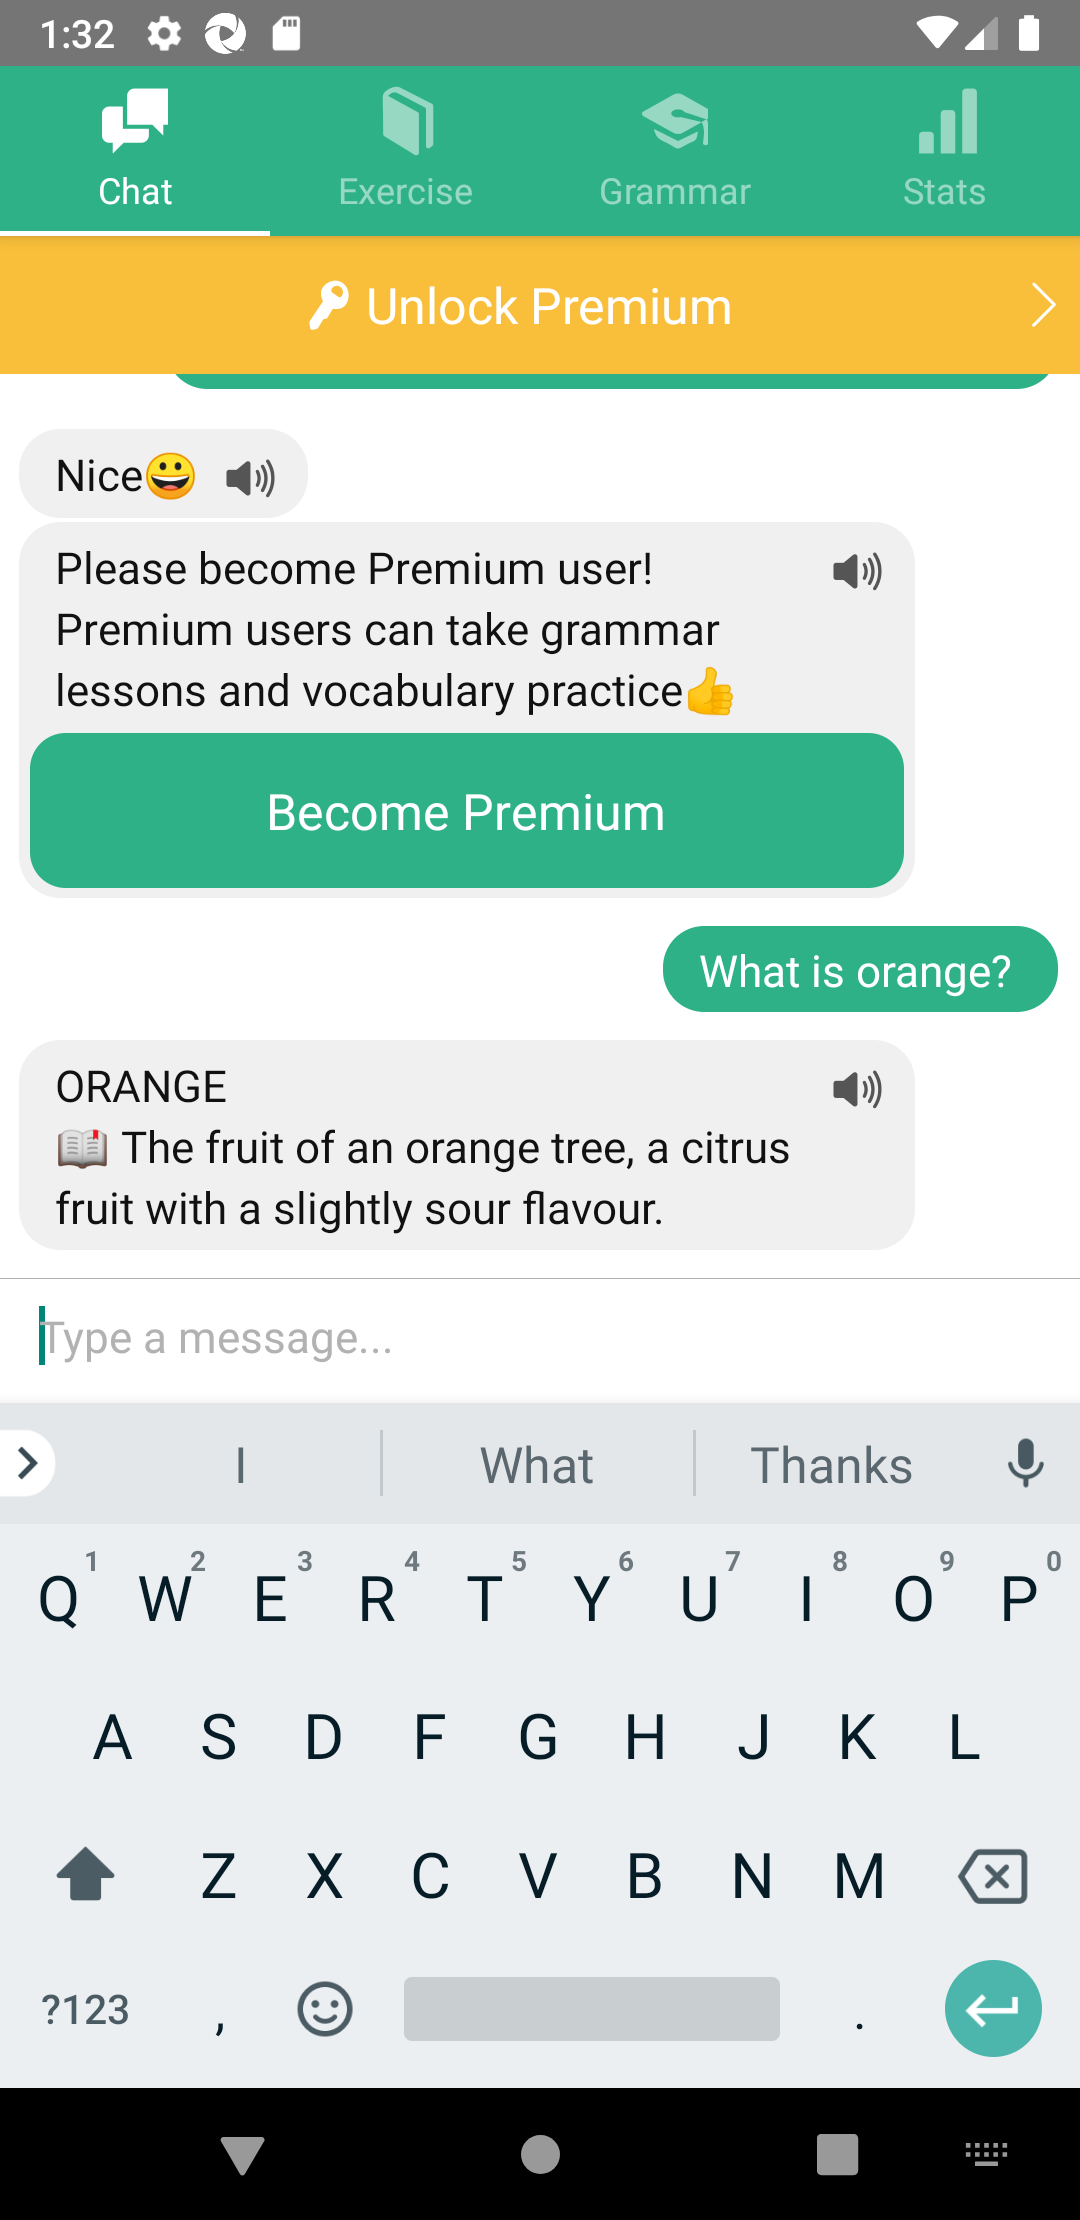 1:32
Chat
Exercise
Grammar
Stats
Unlock Premium
Nice😀
Please become Premium user!
Premium users can take grammar
lessons and vocabulary practice👍
Become Premium
What is orange?
ORANGE
📖 The fruit of an orange tree, a citrus
fruit with a slightly sour flavour.
Type a message...
I What Thanks
1 2 3 4 5 6 7 8 9 0
Q W E R T Y U I O P
A S D F G H J K L
Z X C V B N M
?123 , .